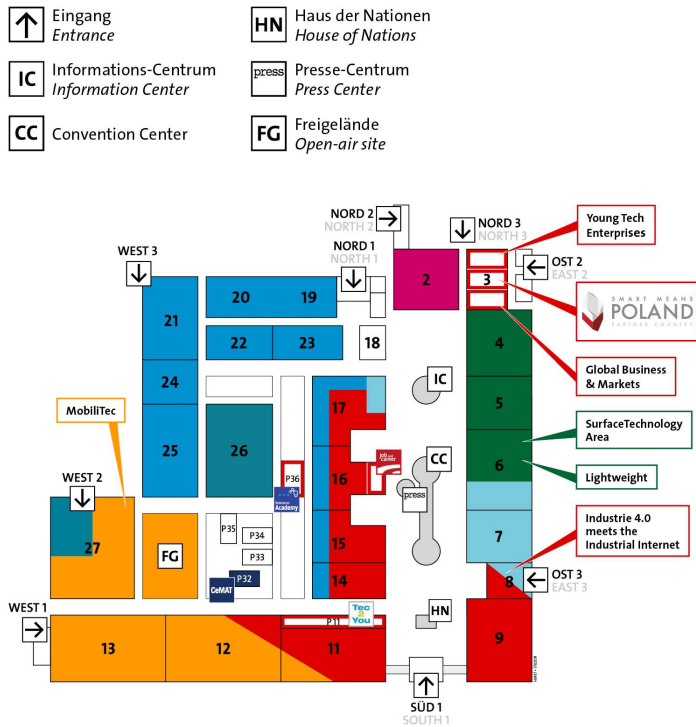 Eingang
Entrance
HN
Haus der Nationen
House of Nations
IC
Informations-Centrum
Information Center
press
Presse-Centrum
Press Center
CC
Convention Center
FG
Freigelände
Open-air site
NORD 2
NORTH 2
NORD 3
NORTH 3
Young Tech
Enterprises
NORD 1
NORTH 1
WEST 3
OST 2
EAST 2
2
3
SMART MEANS
POLAND
PARTNER COUNTRY
20
19
21
22
23
18
4
Global Business
& Markets
24
IC
17
5
MobiliTec
SurfaceTechnology
Area
25
26
job and
career
CC
6
Lightweight
16
P36
Academy
press
WEST 2
Industrie 4.0
meets the
Industrial Internet
P35
P34
7
27
FG
15
P33
CeMAT
P32
14
8
OST 3
EAST 3
WEST 1
Tec
2
You
HN
P11
13
12
11
9
SÜD 1
SOUTH 1